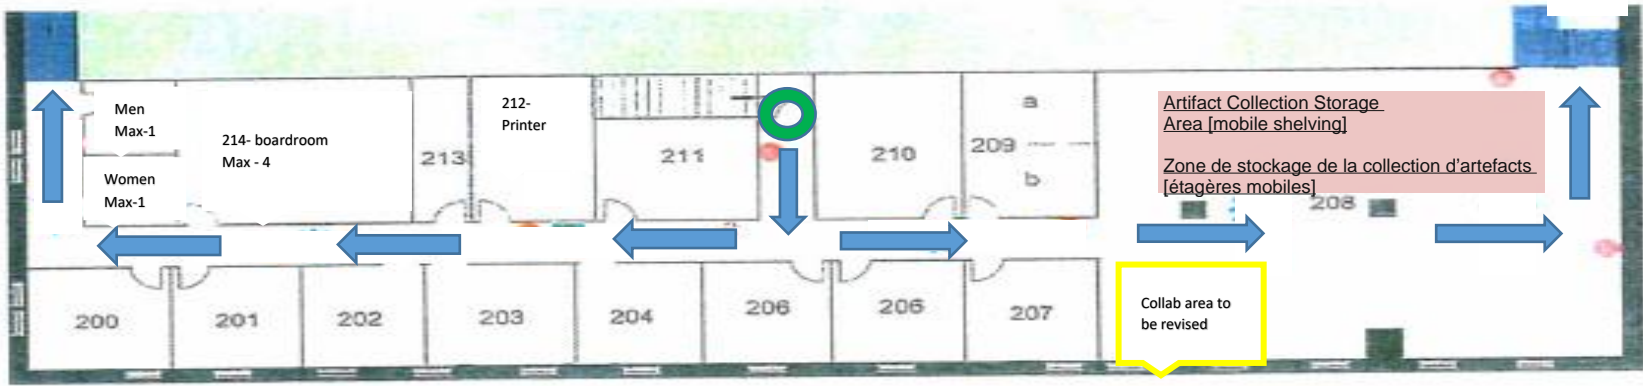 Men
Max-1
Women
Max-1
214- boardroom
Max - 4
213
212-
Printer
211
210
209
a
b
Artifact Collection Storage
Area [mobile shelving]
Zone de stockage de la collection d’artefacts
[étagères mobiles]
208
200
201
202
203
204
206
206
207
Collab area to
be revised